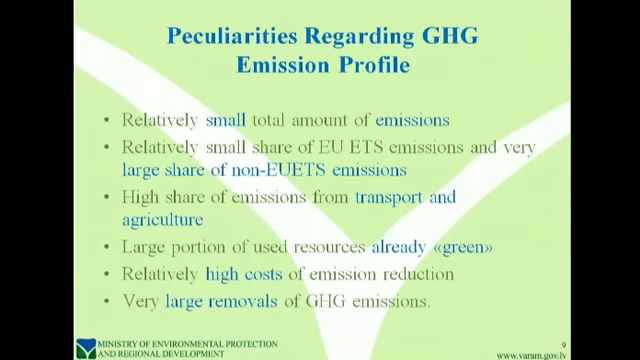 Peculiarities Regarding GHG
Emission Profile
• Relatively small total amount of emissions
• Relatively small share of EU ETS emissions and very
large share of non-EUETS emissions
• High share of emissions from transport and
agriculture
• Large portion of used resources already «green»
• Relatively high costs of emission reduction
• Very large removals of GHG emissions.
MINISTRY OF ENVIRONMENTAL PROTECTION
AND REGIONAL DEVELOPMENT
9
www.varam.gov.lv